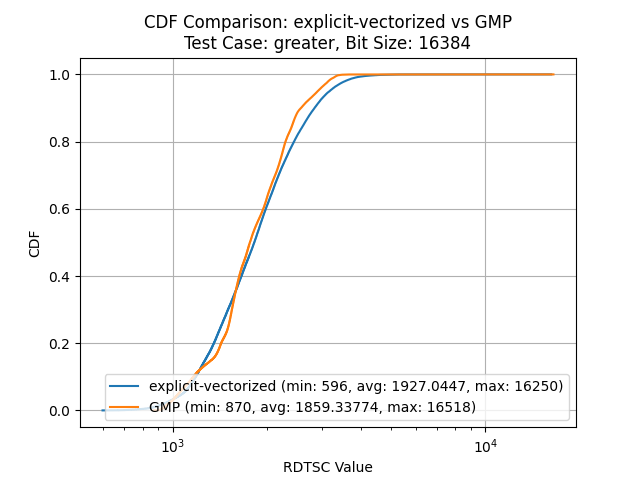 CDF Comparison: explicit-vectorized vs GMP
Test Case: greater, Bit Size: 16384
CDF
1.0
0.8
0.6
0.4
0.2
0.0
explicit-vectorized (min: 596, avg: 1927.0447, max: 16250)
GMP (min: 870, avg: 1859.33774, max: 16518)
10³ 10⁴
RDTSC Value